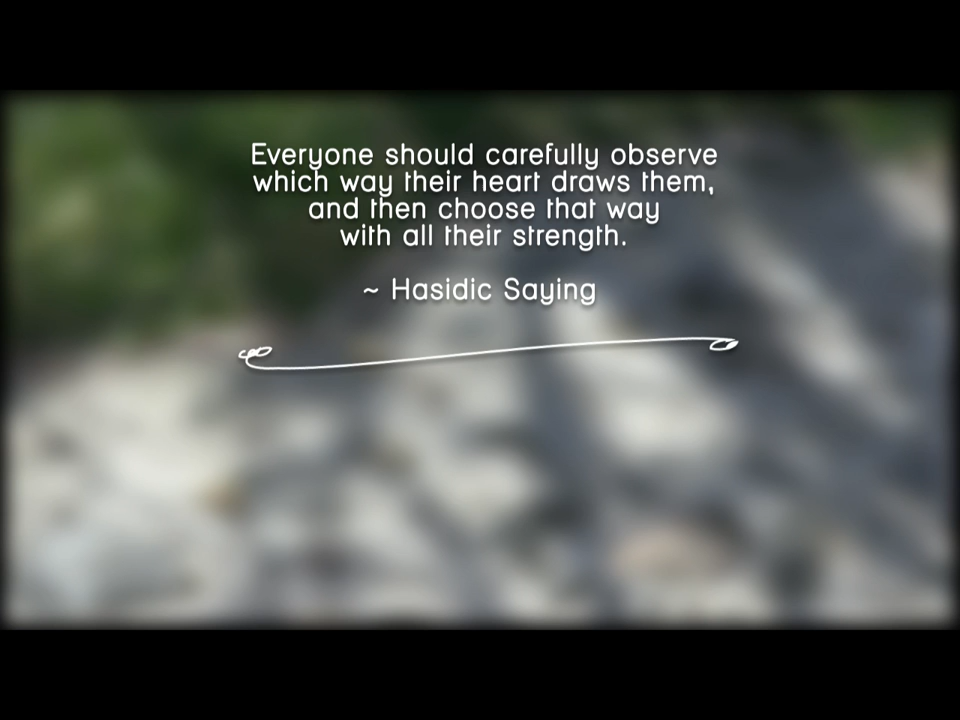 Everyone should carefully observe
which way their heart draws them,
and then choose that way
with all their strength.
~ Hasidic Saying